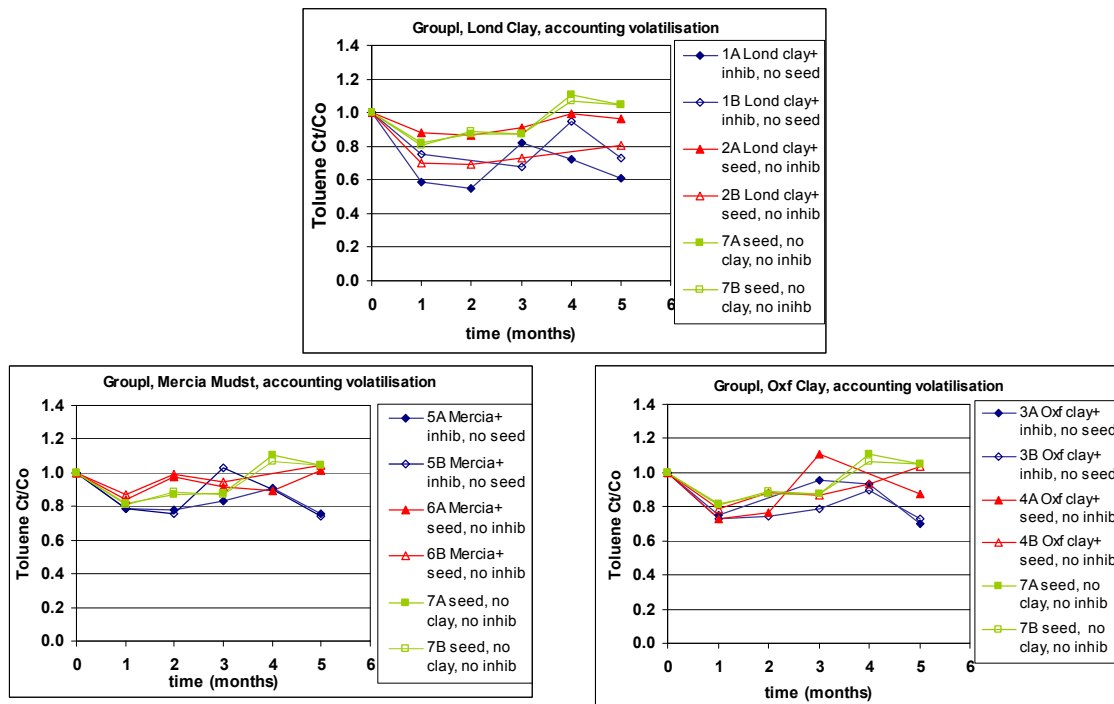 GroupI, Lond Clay, accounting volatilisation
Toluene Ct/Co
1.4
1.2
1.0
0.8
0.6
0.4
0.2
0.0
0 1 2 3 4 5 6
time (months)
1A Lond clay+
inhib, no seed
1B Lond clay+
inhib, no seed
2A Lond clay+
seed, no inhib
2B Lond clay+
seed, no inhib
7A seed, no
clay, no inhib
7B seed, no
clay, no inihb
GroupI, Mercia Mudst, accounting volatilisation
Toluene Ct/Co
1.4
1.2
1.0
0.8
0.6
0.4
0.2
0.0
0 1 2 3 4 5 6
time (months)
5A Mercia+
inhib, no seed
5B Mercia+
inhib, no seed
6A Mercia+
seed, no inhib
6B Mercia+
seed, no inhib
7A seed, no
clay, no inhib
7B seed, no
clay, no inhib
GroupI, Oxf Clay, accounting volatilisation
Toluene Ct/Co
1.4
1.2
1.0
0.8
0.6
0.4
0.2
0.0
0 1 2 3 4 5 6
time (months)
3A Oxf clay+
inhib, no seed
3B Oxf clay+
inhib, no seed
4A Oxf clay+
seed, no inhib
4B Oxf clay+
seed, no inhib
7A seed, no
clay, no inhib
7B seed, no
clay, no inhib